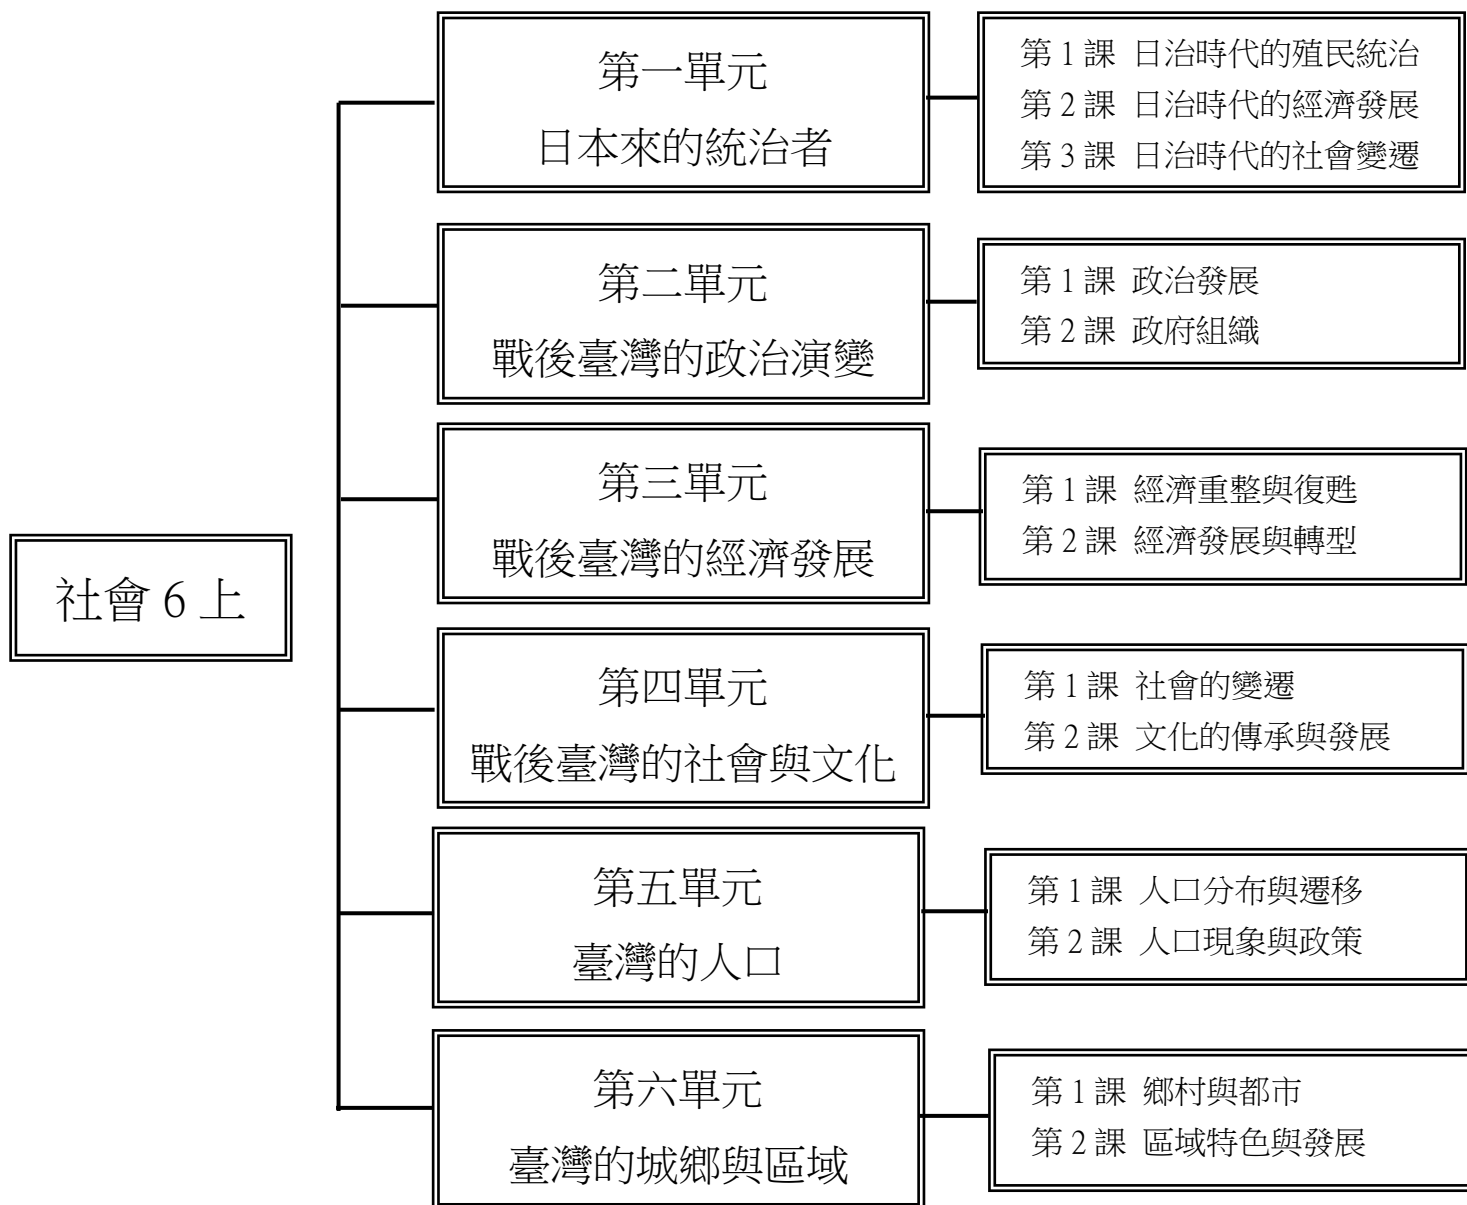 社會 6 上
第一單元
日本來的統治者
第 1 課 日治時代的殖民統治
第 2 課 日治時代的經濟發展
第 3 課 日治時代的社會變遷
第二單元
戰後臺灣的政治演變
第 1 課 政治發展
第 2 課 政府組織
第三單元
戰後臺灣的經濟發展
第 1 課 經濟重整與復甦
第 2 課 經濟發展與轉型
第四單元
戰後臺灣的社會與文化
第 1 課 社會的變遷
第 2 課 文化的傳承與發展
第五單元
臺灣的人口
第 1 課 人口分布與遷移
第 2 課 人口現象與政策
第六單元
臺灣的城鄉與區域
第 1 課 鄉村與都市
第 2 課 區域特色與發展